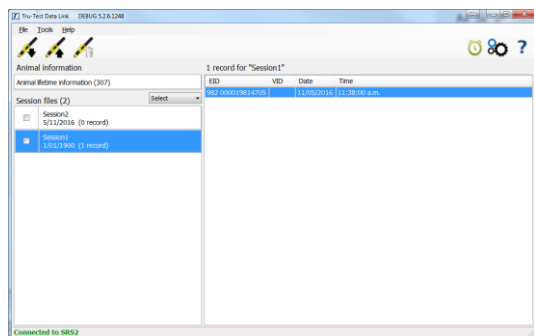 Tru-Test Data Link DEBUG 5.2.6.1248
File Tools Help
Animal information
Animal lifetime information (307)
Session files (2) Select
Session2
5/11/2016 (0 record)
Session1
1/01/1900 (1 record)
1 record for "Session1"
EID VID Date Time
982 000019814705 11/05/2016 11:38:00 a.m.
Connected to SRS2